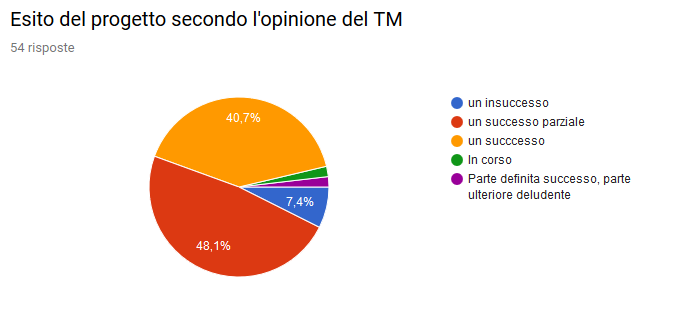 Esito del progetto secondo l'opinione del TM
54 risposte
40,7%
7,4%
48,1%
un insuccesso
un successo parziale
un succcesso
In corso
Parte definita successo, parte
ulteriore deludente